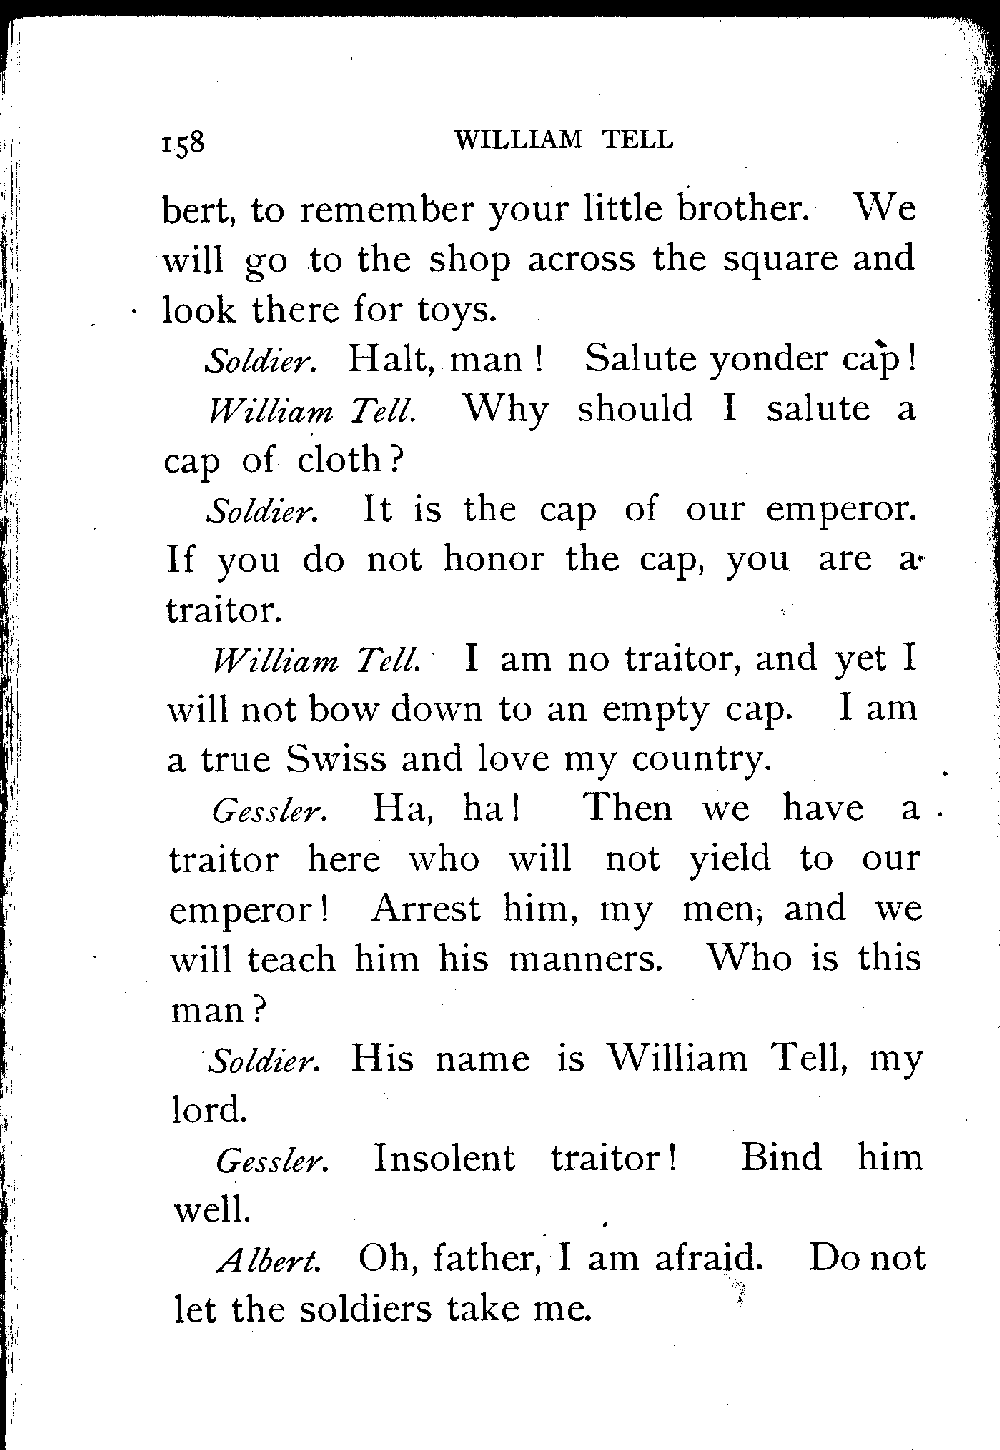 158 WILLIAM TELL
bert, to remember your little brother. We
will go to the shop across the square and
look there for toys.
Soldier. Halt, man! Salute yonder cap!
William Tell. Why should I salute a
cap of cloth?
Soldier. It is the cap of our emperor.
If you do not honor the cap, you are a
traitor.
William Tell. I am no traitor, and yet I
will not bow down to an empty cap. I am
a true Swiss and love my country.
Gessler. Ha, ha! Then we have a
traitor here who will not yield to our
emperor! Arrest him, my men, and we
will teach him his manners. Who is this
man?
Soldier. His name is William Tell, my
lord.
Gessler. Insolent traitor! Bind him
well.
Albert. Oh, father, I am afraid. Do not
let the soldiers take me.